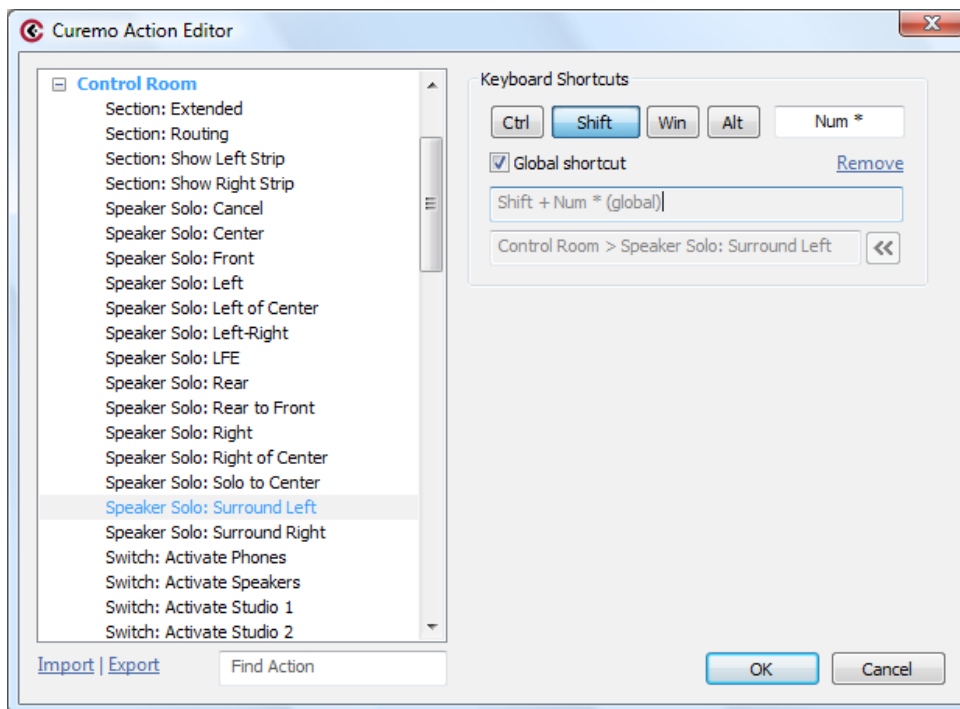 Curemo Action Editor
Control Room
Section: Extended
Section: Routing
Section: Show Left Strip
Section: Show Right Strip
Speaker Solo: Cancel
Speaker Solo: Center
Speaker Solo: Front
Speaker Solo: Left
Speaker Solo: Left of Center
Speaker Solo: Left-Right
Speaker Solo: LFE
Speaker Solo: Rear
Speaker Solo: Rear to Front
Speaker Solo: Right
Speaker Solo: Right of Center
Speaker Solo: Solo to Center
Speaker Solo: Surround Left
Speaker Solo: Surround Right
Switch: Activate Phones
Switch: Activate Speakers
Switch: Activate Studio 1
Switch: Activate Studio 2
Import | Export
Find Action
Keyboard Shortcuts
Ctrl Shift Win Alt Num *
Global shortcut Remove
Shift + Num * (global)
Control Room > Speaker Solo: Surround Left
OK Cancel